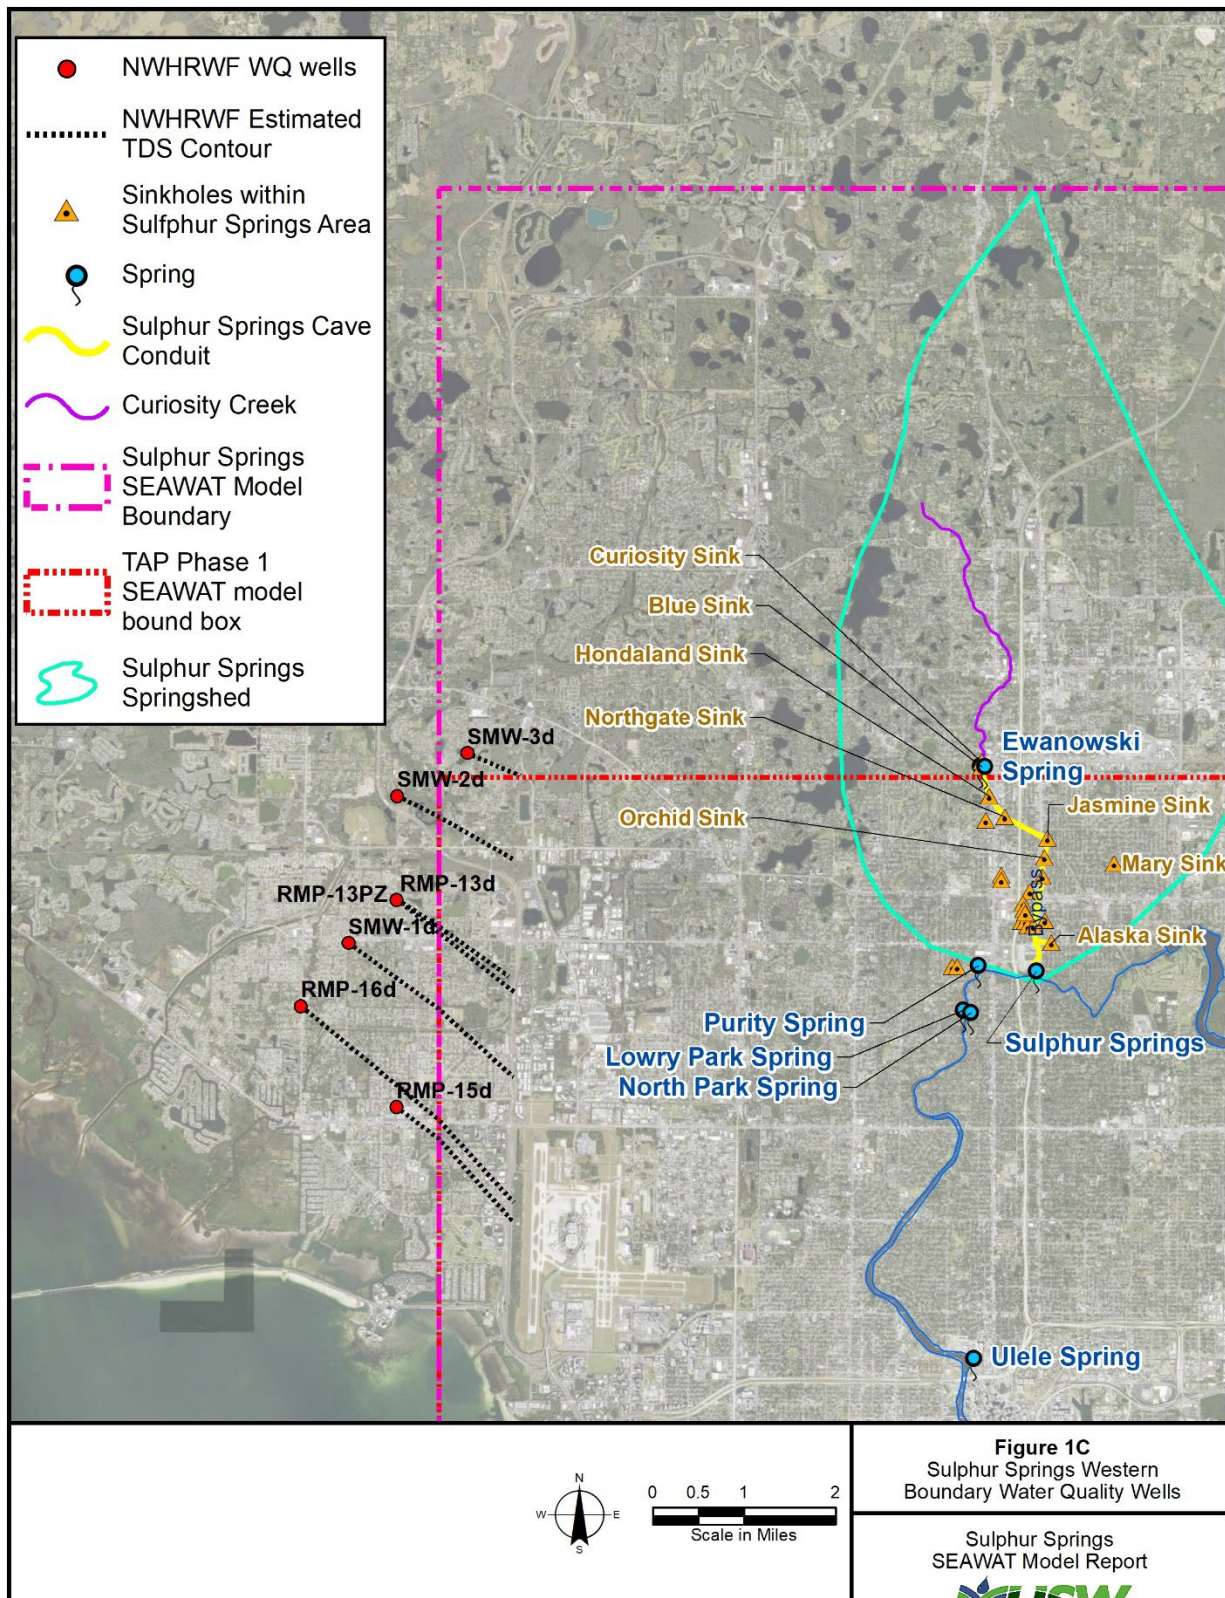 NWHRWF WQ wells
NWHRWF Estimated
TDS Contour
Sinkholes within
Sulfphur Springs Area
Spring
Sulphur Springs Cave
Conduit
Curiosity Creek
Sulphur Springs
SEAWAT Model
Boundary
TAP Phase 1
SEAWAT model
bound box
Sulphur Springs
Springshed
Curiosity Sink
Blue Sink
Hondaland Sink
Northgate Sink
SMW-3d
Ewanowski
Spring
SMW-2d
Orchid Sink
Jasmine Sink
Mary Sink
RMP-13PZ
RMP-13d
SMW-1d
Bypass
Alaska Sink
RMP-16d
Purity Spring
Sulphur Springs
Lowry Park Spring
North Park Spring
RMP-15d
Ulele Spring
N
W
E
S
0 0.5 1 2
Scale in Miles
Figure 1C
Sulphur Springs Western
Boundary Water Quality Wells
Sulphur Springs
SEAWAT Model Report